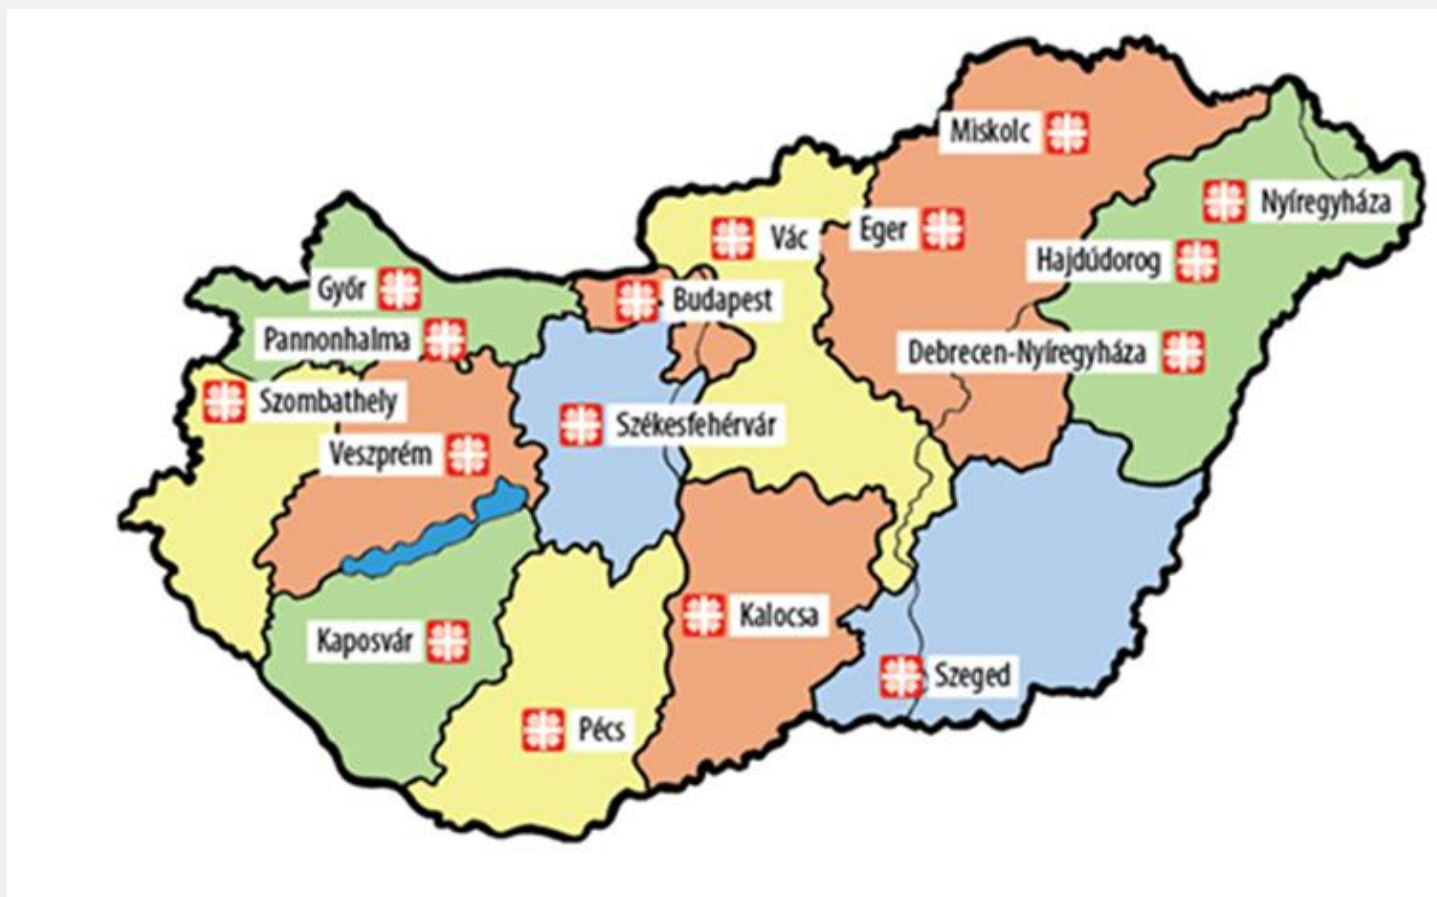 Miskolc
Nyíregyháza
Eger
Vác
Hajdúdorog
Győr
Budapest
Pannonhalma
Debrecen-Nyíregyháza
Szombathely
Székesfehérvár
Veszprém
Kalocsa
Kaposvár
Szeged
Pécs